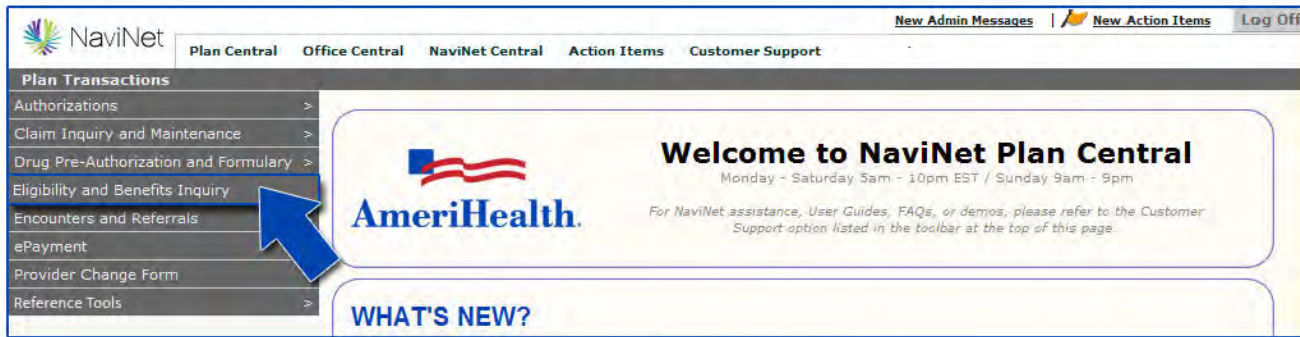 New Admin Messages | New Action Items Log Off
NaviNet
Plan Central Office Central NaviNet Central Action Items Customer Support
Plan Transactions
Authorizations >
Claim Inquiry and Maintenance >
Drug Pre-Authorization and Formulary >
Eligibility and Benefits Inquiry
Encounters and Referrals
ePayment
Provider Change Form
Reference Tools >
AmeriHealth.
Welcome to NaviNet Plan Central
Monday - Saturday 5am - 10pm EST / Sunday 9am - 9pm
For NaviNet assistance, User Guides, FAQs, or demos, please refer to the Customer
Support option listed in the toolbar at the top of this page.
WHAT'S NEW?